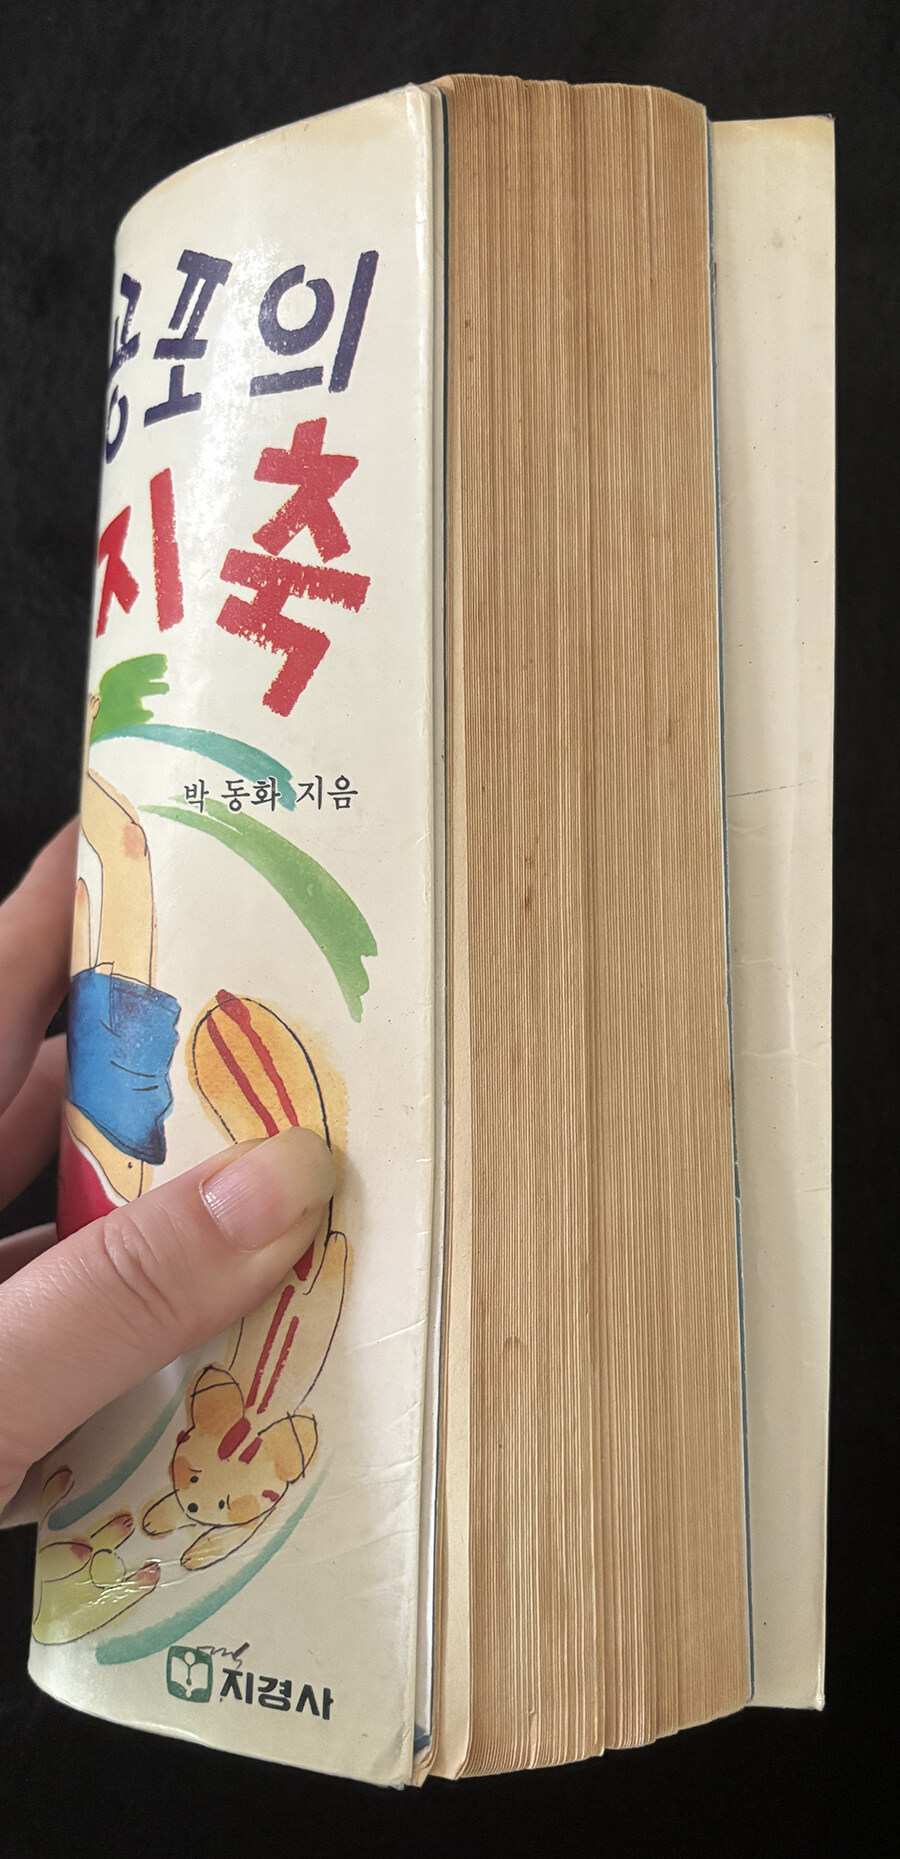 공포의
지축
박 동화 지음
지경사